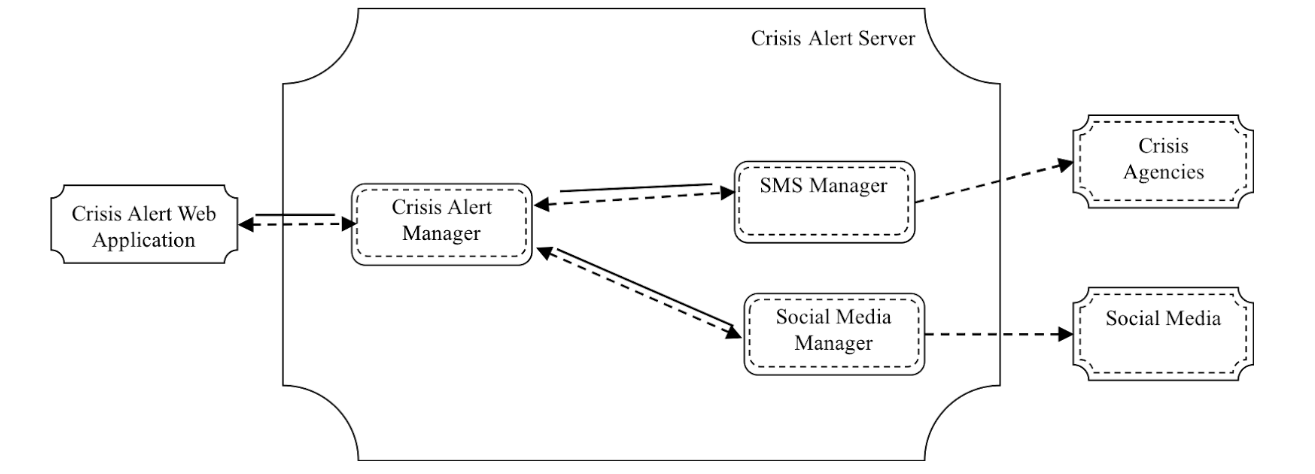 Crisis Alert Server
Crisis Alert Web
Application
Crisis Alert
Manager
SMS Manager
Social Media
Manager
Crisis
Agencies
Social Media